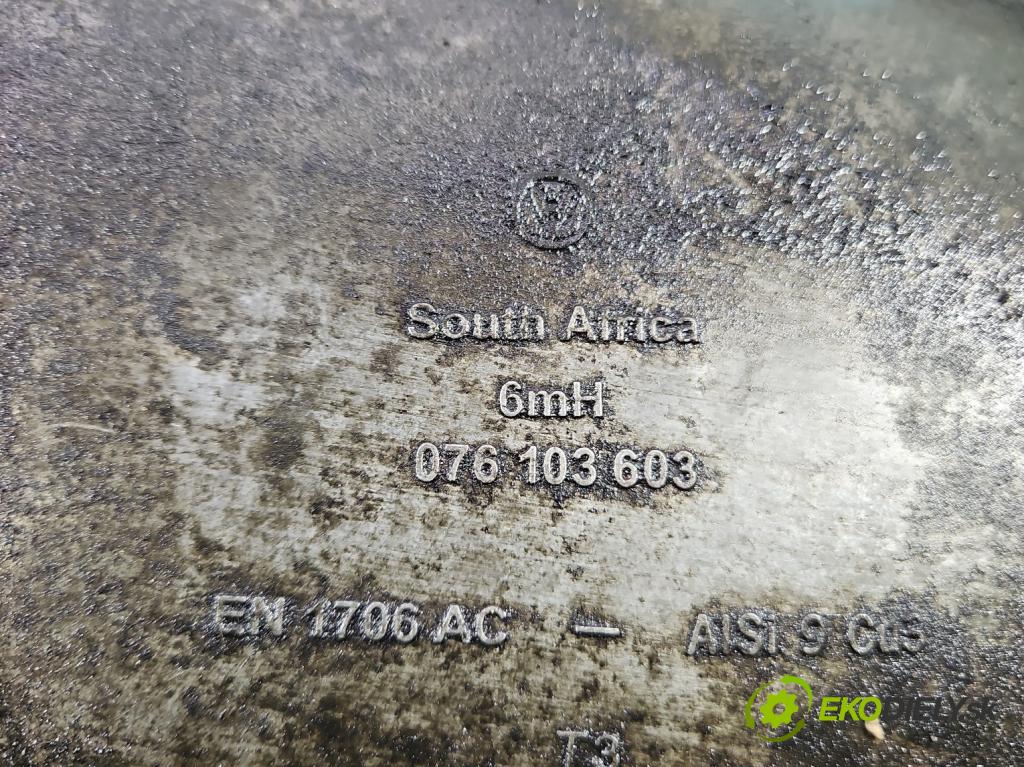 South Africa
6mH
076 103 603
EN 1706 AC – AlSi 9 Cu3
T3
EKODIELY.SK